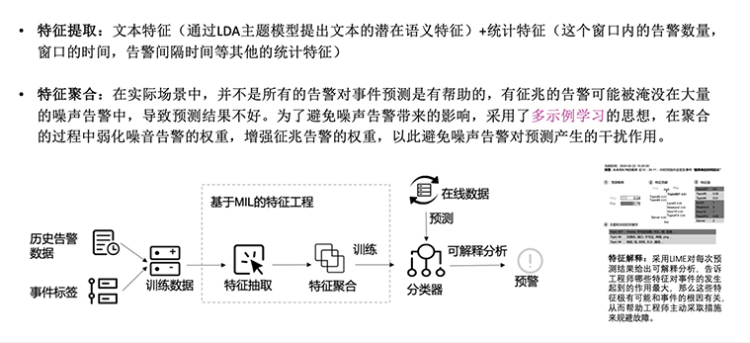 • 特征提取：文本特征（通过LDA主题模型提出文本的潜在语义特征）+统计特征（这个窗口内的告警数量，
窗口的时间，告警间隔时间等其他的统计特征）
• 特征聚合：在实际场景中，并不是所有的告警对事件预测是有帮助的，有征兆的告警可能被淹没在大量
的噪声告警中，导致预测结果不好。为了避免噪声告警带来的影响，采用了多示例学习的思想，在聚合
的过程中弱化噪音告警的权重，增强征兆告警的权重，以此避免噪声告警对预测产生的干扰作用。
基于MIL的特征工程
在线数据
预测
历史告警
数据
事件标签
训练数据
特征抽取
特征聚合
训练
分类器
可解释分析
预警
特征解释：采用LIME对每次预
测结果给出可解释分析，告诉
工程师哪些特征对事件的发生
起到的作用最大，那么这些特
征极有可能和事件的根因有关，
从而帮助工程师主动采取措施
来规避故障。